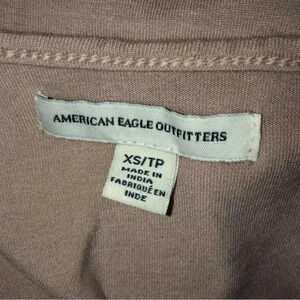 AMERICAN EAGLE OUTFITTERS
XS/TP
MADE IN
INDIA
FABRIQUÉ EN
INDE